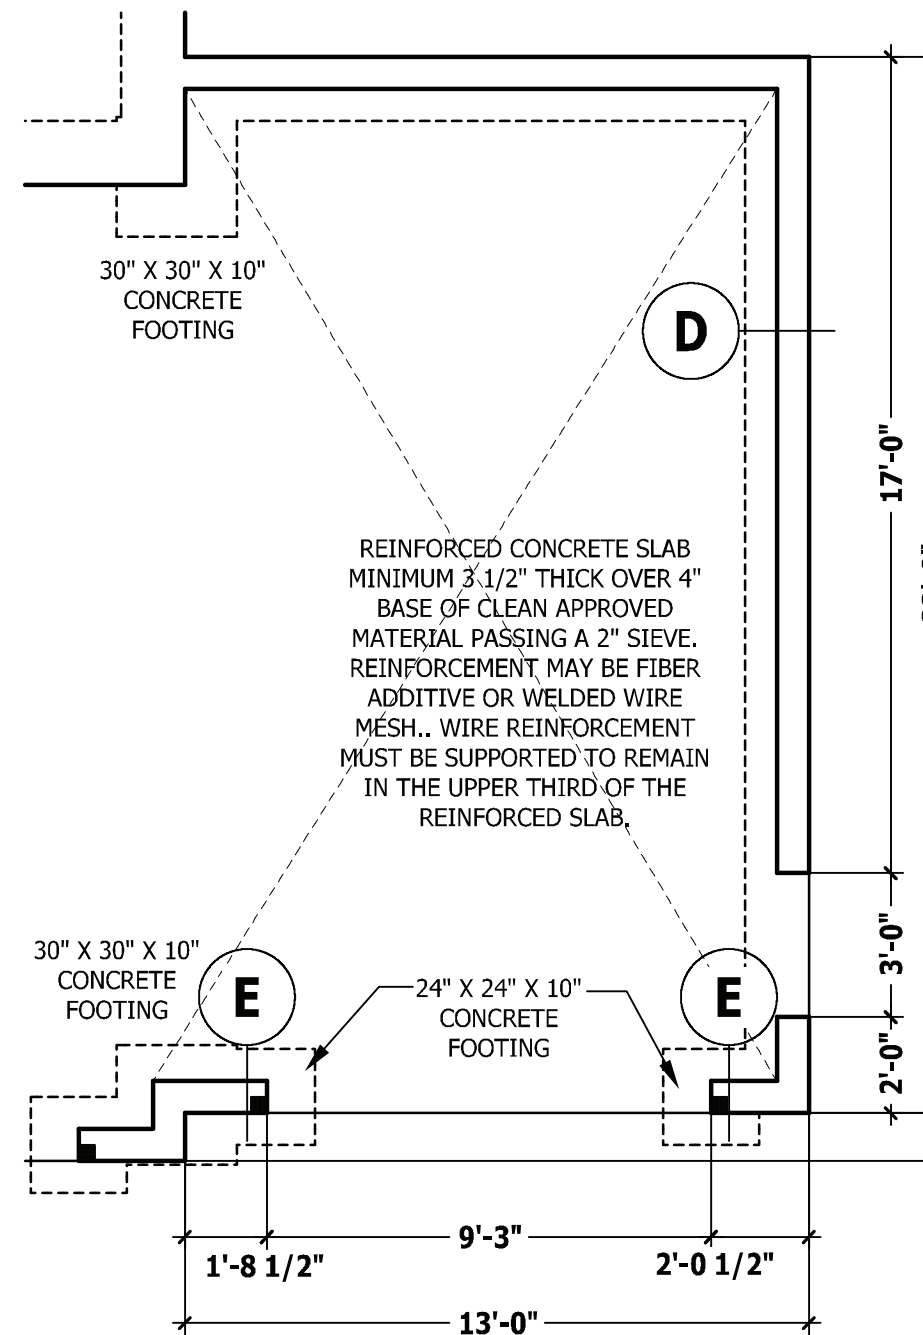 30" X 30" X 10"
CONCRETE
FOOTING
D
17'-0"
REINFORCED CONCRETE SLAB
MINIMUM 3 1/2" THICK OVER 4"
BASE OF CLEAN APPROVED
MATERIAL PASSING A 2" SIEVE.
REINFORCEMENT MAY BE FIBER
ADDITIVE OR WELDED WIRE
MESH.. WIRE REINFORCEMENT
MUST BE SUPPORTED TO REMAIN
IN THE UPPER THIRD OF THE
REINFORCED SLAB.
30" X 30" X 10"
CONCRETE
FOOTING
E
24" X 24" X 10"
CONCRETE
FOOTING
E
3'-0"
2'-0"
9'-3"
1'-8 1/2"
2'-0 1/2"
13'-0"